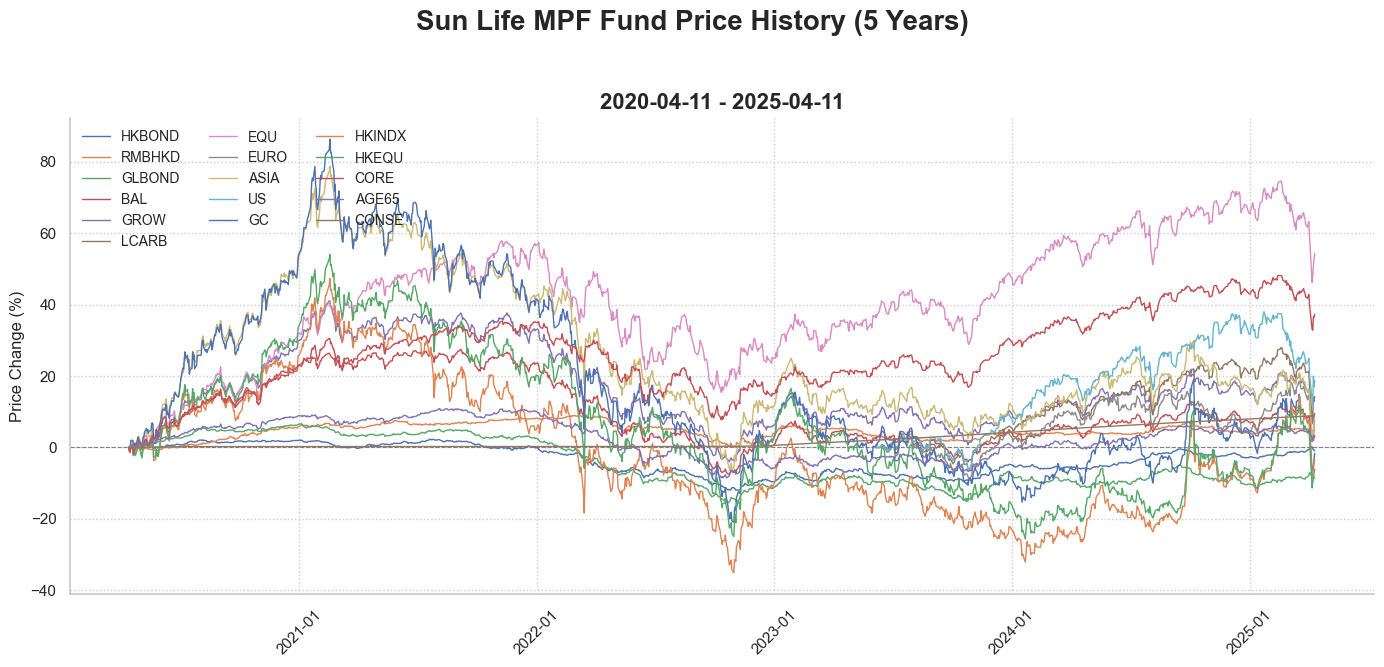 Sun Life MPF Fund Price History (5 Years)
2020-04-11 - 2025-04-11
HKBOND
RMBHKD
GLBOND
BAL
GROW
LCARB
EQU
EURO
ASIA
US
GC
HKINDX
HKEQU
CORE
AGE65
CONSE
Price Change (%)
80
60
40
20
0
−20
−40
2021-01
2022-01
2023-01
2024-01
2025-01